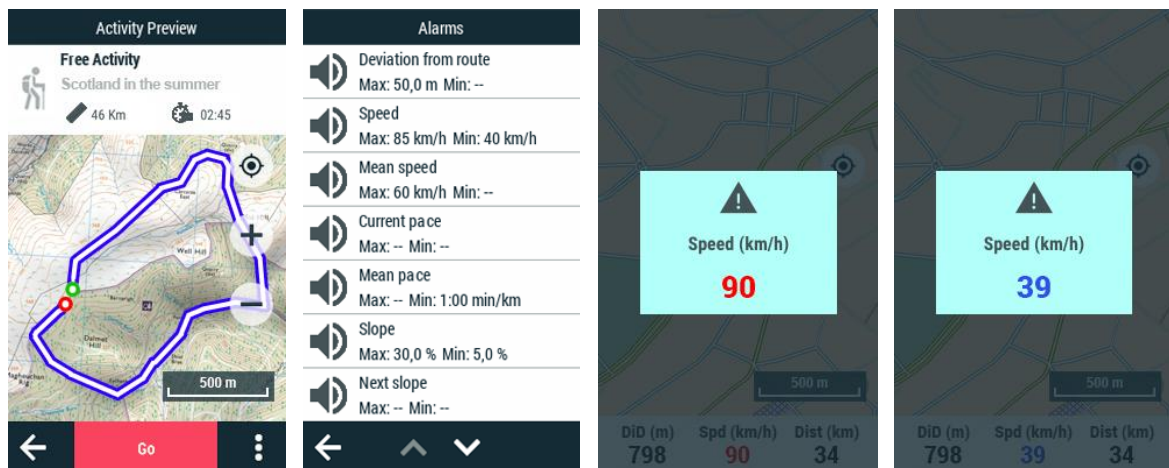 Activity Preview
Free Activity
Scotland in the summer
46 Km 02:45
Well Hill
Dalmet Hill
500 m
Go
Alarms
Deviation from route
Max: 50,0 m Min: --
Speed
Max: 85 km/h Min: 40 km/h
Mean speed
Max: 60 km/h Min: --
Current pace
Max: -- Min: --
Mean pace
Max: -- Min: 1:00 min/km
Slope
Max: 30,0 % Min: 5,0 %
Next slope
Max: -- Min: --
Speed (km/h)
90
500 m
DiD (m) Spd (km/h) Dist (km)
798 90 34
Speed (km/h)
39
500 m
DiD (m) Spd (km/h) Dist (km)
798 39 34